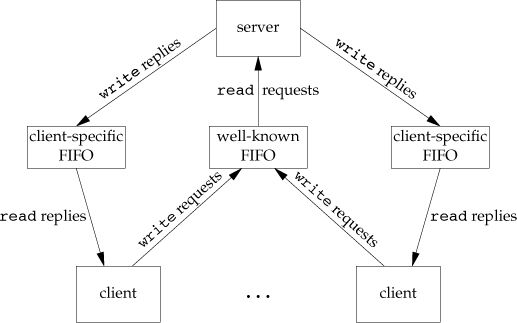 server
write replies
write replies
read requests
client-specific
FIFO
well-known
FIFO
client-specific
FIFO
read replies
write requests
write requests
read replies
client
...
client